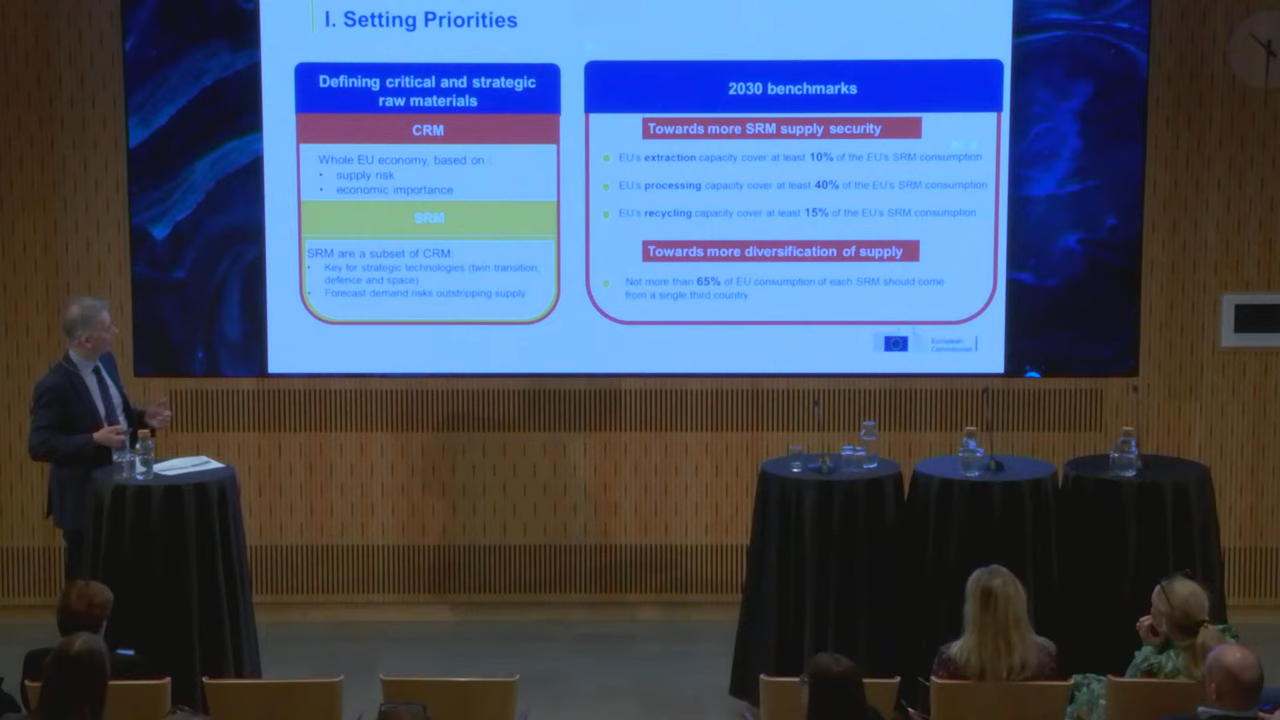 I. Setting Priorities
Defining critical and strategic
raw materials
CRM
Whole EU economy, based on :
• supply risk
• economic importance
SRM
SRM are a subset of CRM:
• Key for strategic technologies (twin transition,
defence and space)
• Forecast demand risks outstripping supply
2030 benchmarks
Towards more SRM supply security
EU's extraction capacity cover at least 10% of the EU's SRM consumption
EU's processing capacity cover at least 40% of the EU's SRM consumption
EU's recycling capacity cover at least 15% of the EU's SRM consumption
Towards more diversification of supply
Not more than 65% of EU consumption of each SRM should come
from a single third country
European
Commission